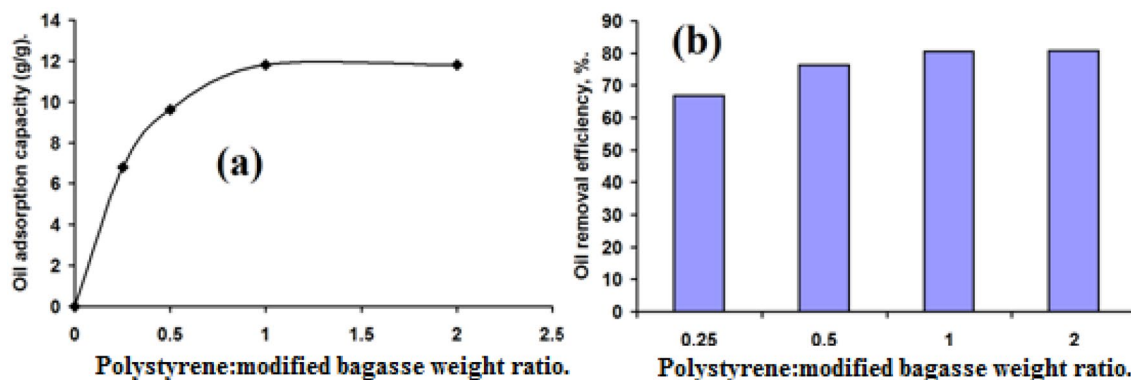 Oil adsorption capacity (g/g).
14
12
10
8
6
4
2
0
(a)
0 0.5 1 1.5 2 2.5
Polystyrene:modified bagasse weight ratio.
Oil removal efficiency, %.
90
80
70
60
50
40
30
20
10
0
(b)
0.25 0.5 1 2
Polystyrene:modified bagasse weight ratio.